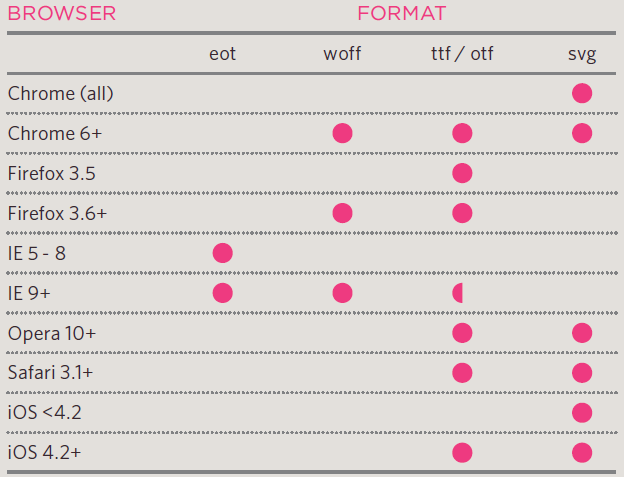 BROWSER FORMAT
eot woff ttf / otf svg
Chrome (all)
Chrome 6+
Firefox 3.5
Firefox 3.6+
IE 5 - 8
IE 9+
Opera 10+
Safari 3.1+
iOS <4.2
iOS 4.2+